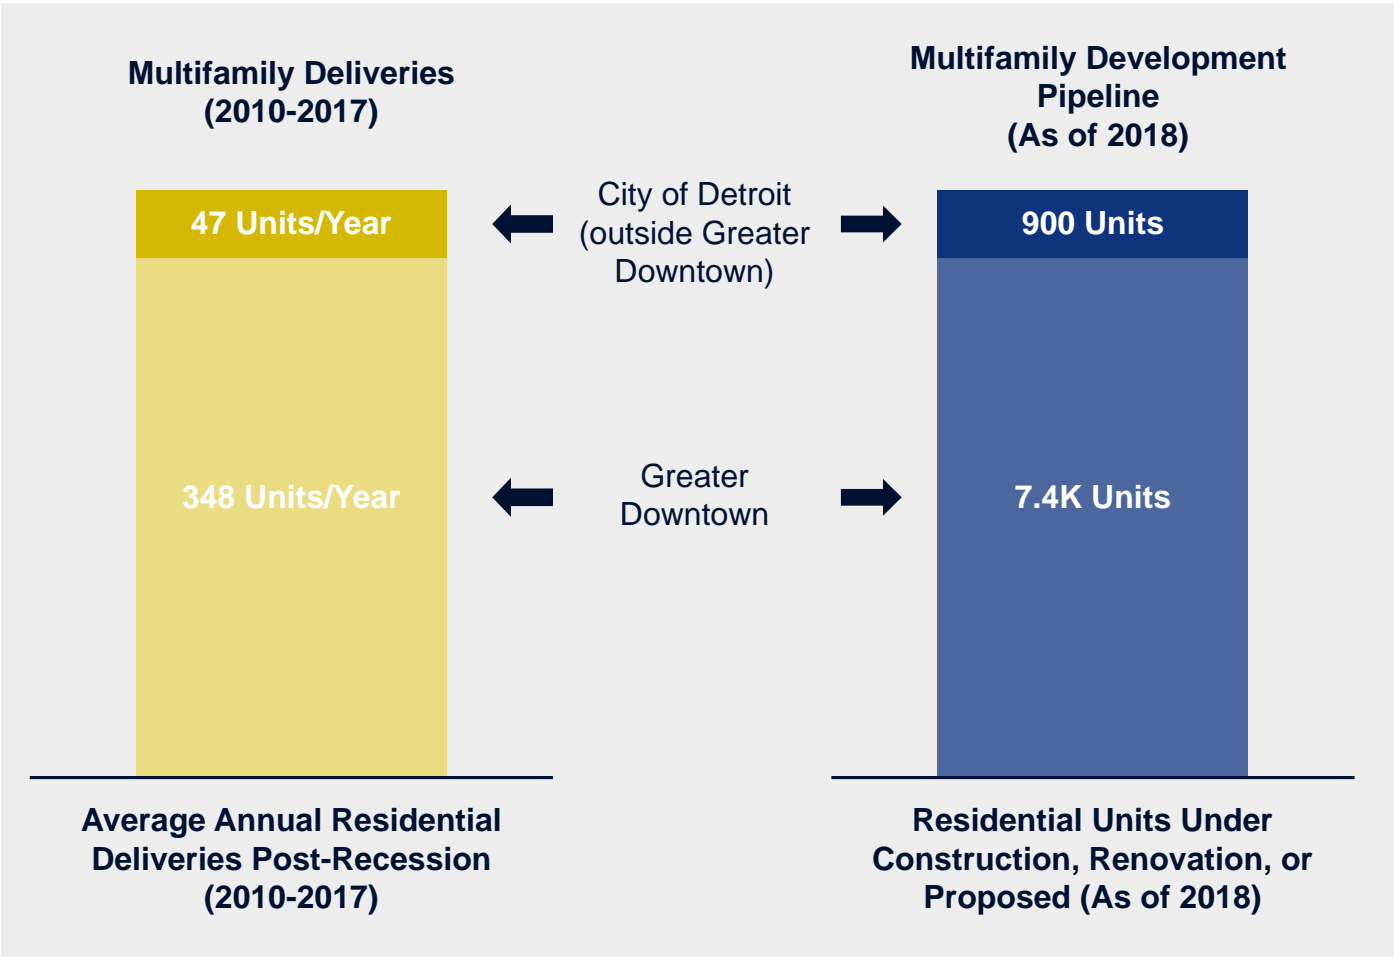 Multifamily Deliveries
(2010-2017)
Multifamily Development
Pipeline
(As of 2018)
47 Units/Year
City of Detroit
(outside Greater
Downtown)
900 Units
348 Units/Year
Greater
Downtown
7.4K Units
Average Annual Residential
Deliveries Post-Recession
(2010-2017)
Residential Units Under
Construction, Renovation, or
Proposed (As of 2018)